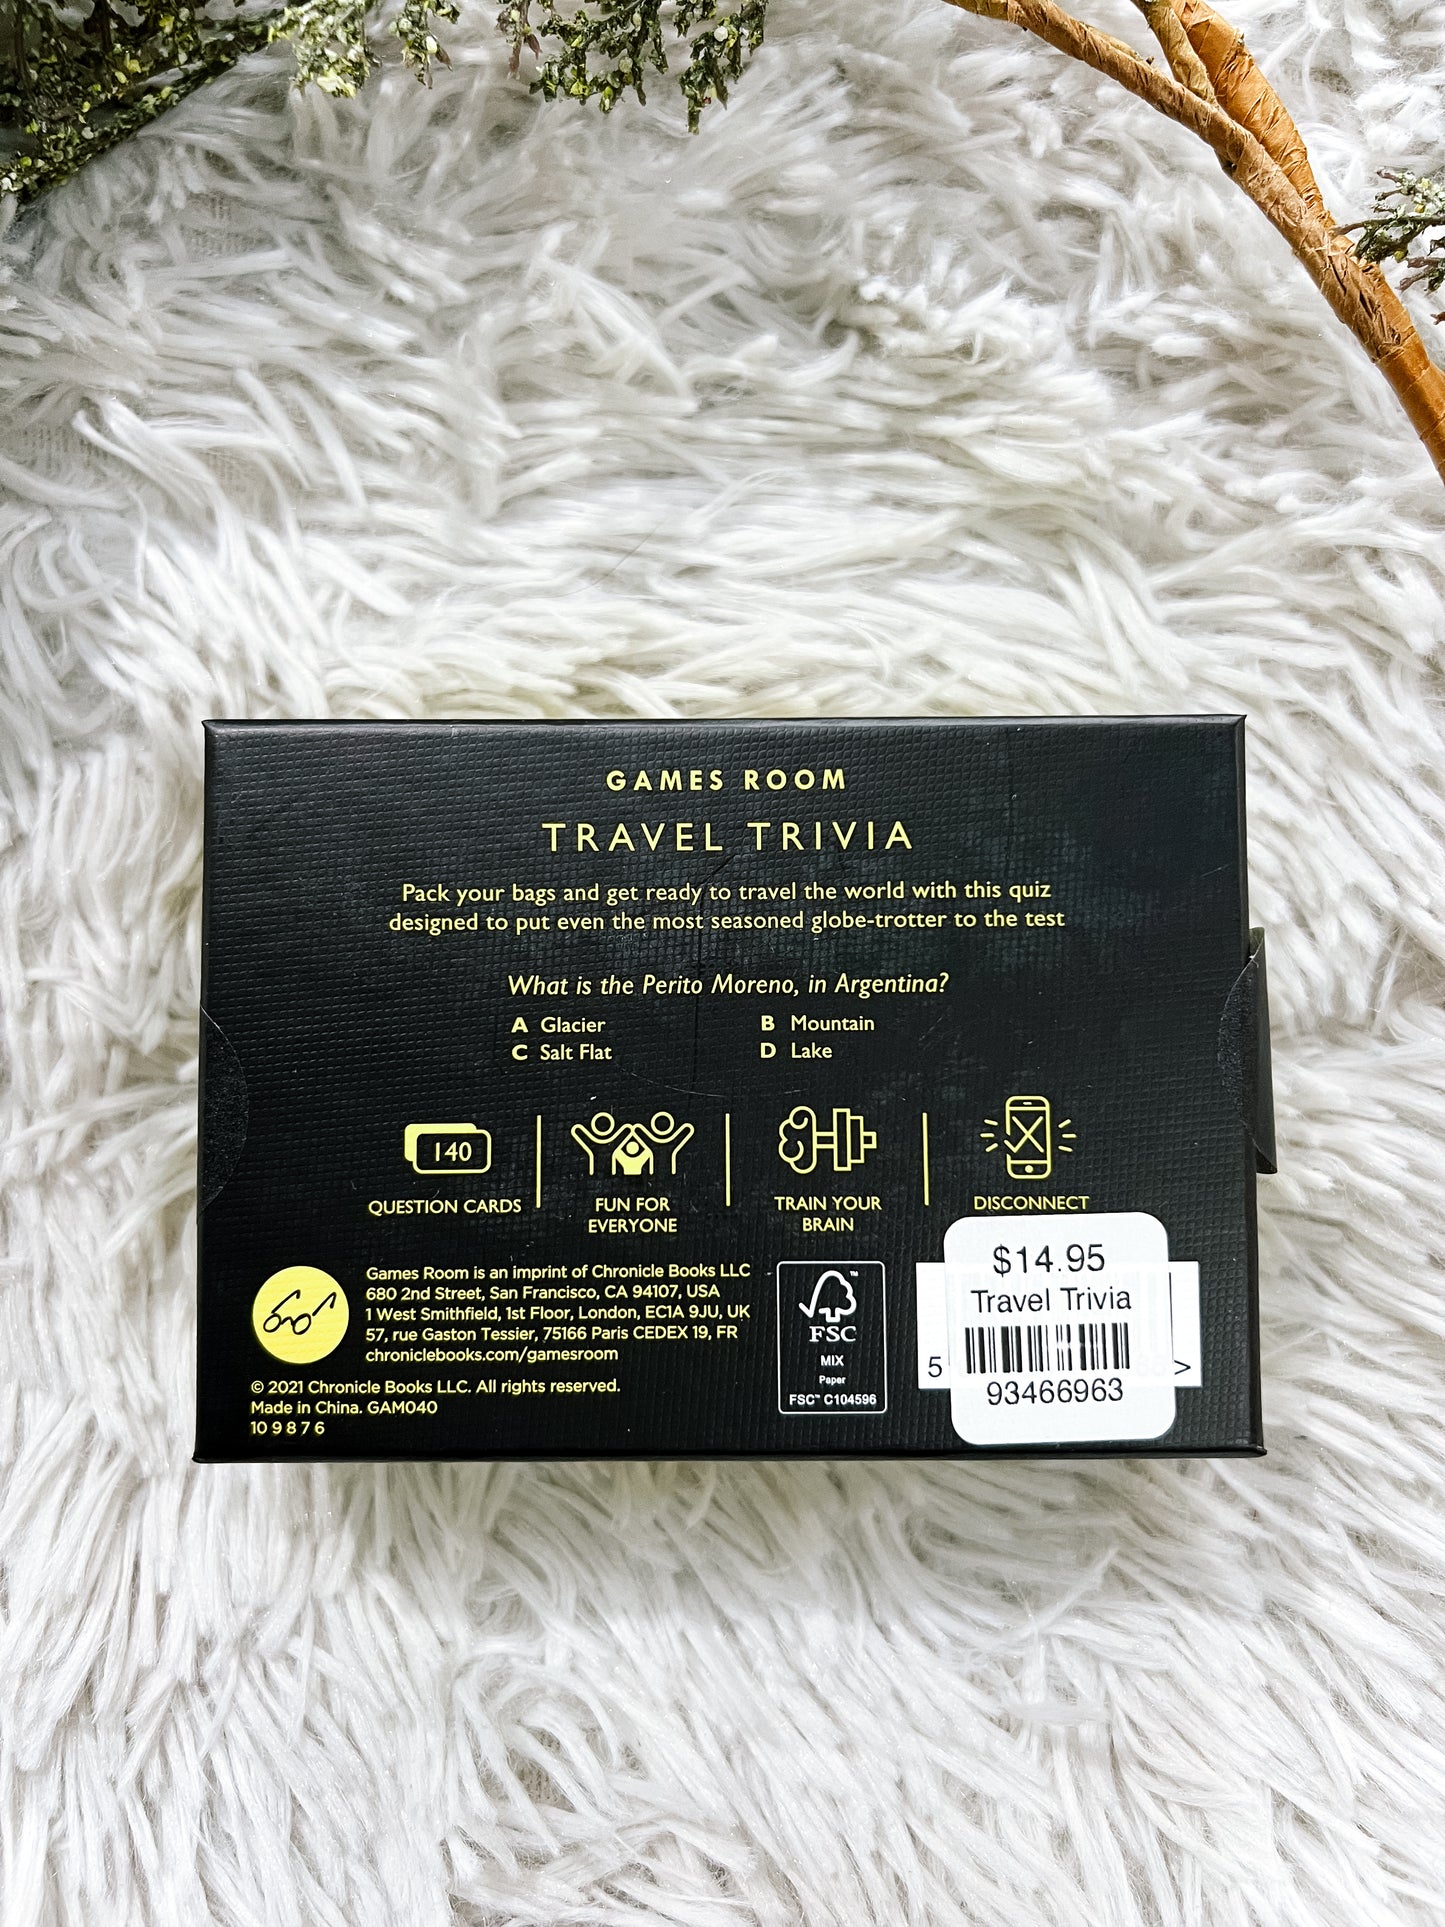 GAMES ROOM
TRAVEL TRIVIA
Pack your bags and get ready to travel the world with this quiz
designed to put even the most seasoned globe-trotter to the test
What is the Perito Moreno, in Argentina?
A Glacier B Mountain
C Salt Flat D Lake
140
QUESTION CARDS
FUN FOR
EVERYONE
TRAIN YOUR
BRAIN
DISCONNECT
Games Room is an imprint of Chronicle Books LLC
680 2nd Street, San Francisco, CA 94107, USA
1 West Smithfield, 1st Floor, London, EC1A 9JU, UK
57, rue Gaston Tessier, 75166 Paris CEDEX 19, FR
chroniclebooks.com/gamesroom
© 2021 Chronicle Books LLC. All rights reserved.
Made in China. GAM040
10 9 8 7 6
™
FSC
MIX
Paper
FSC™ C104596
$14.95
Travel Trivia
5 >
93466963